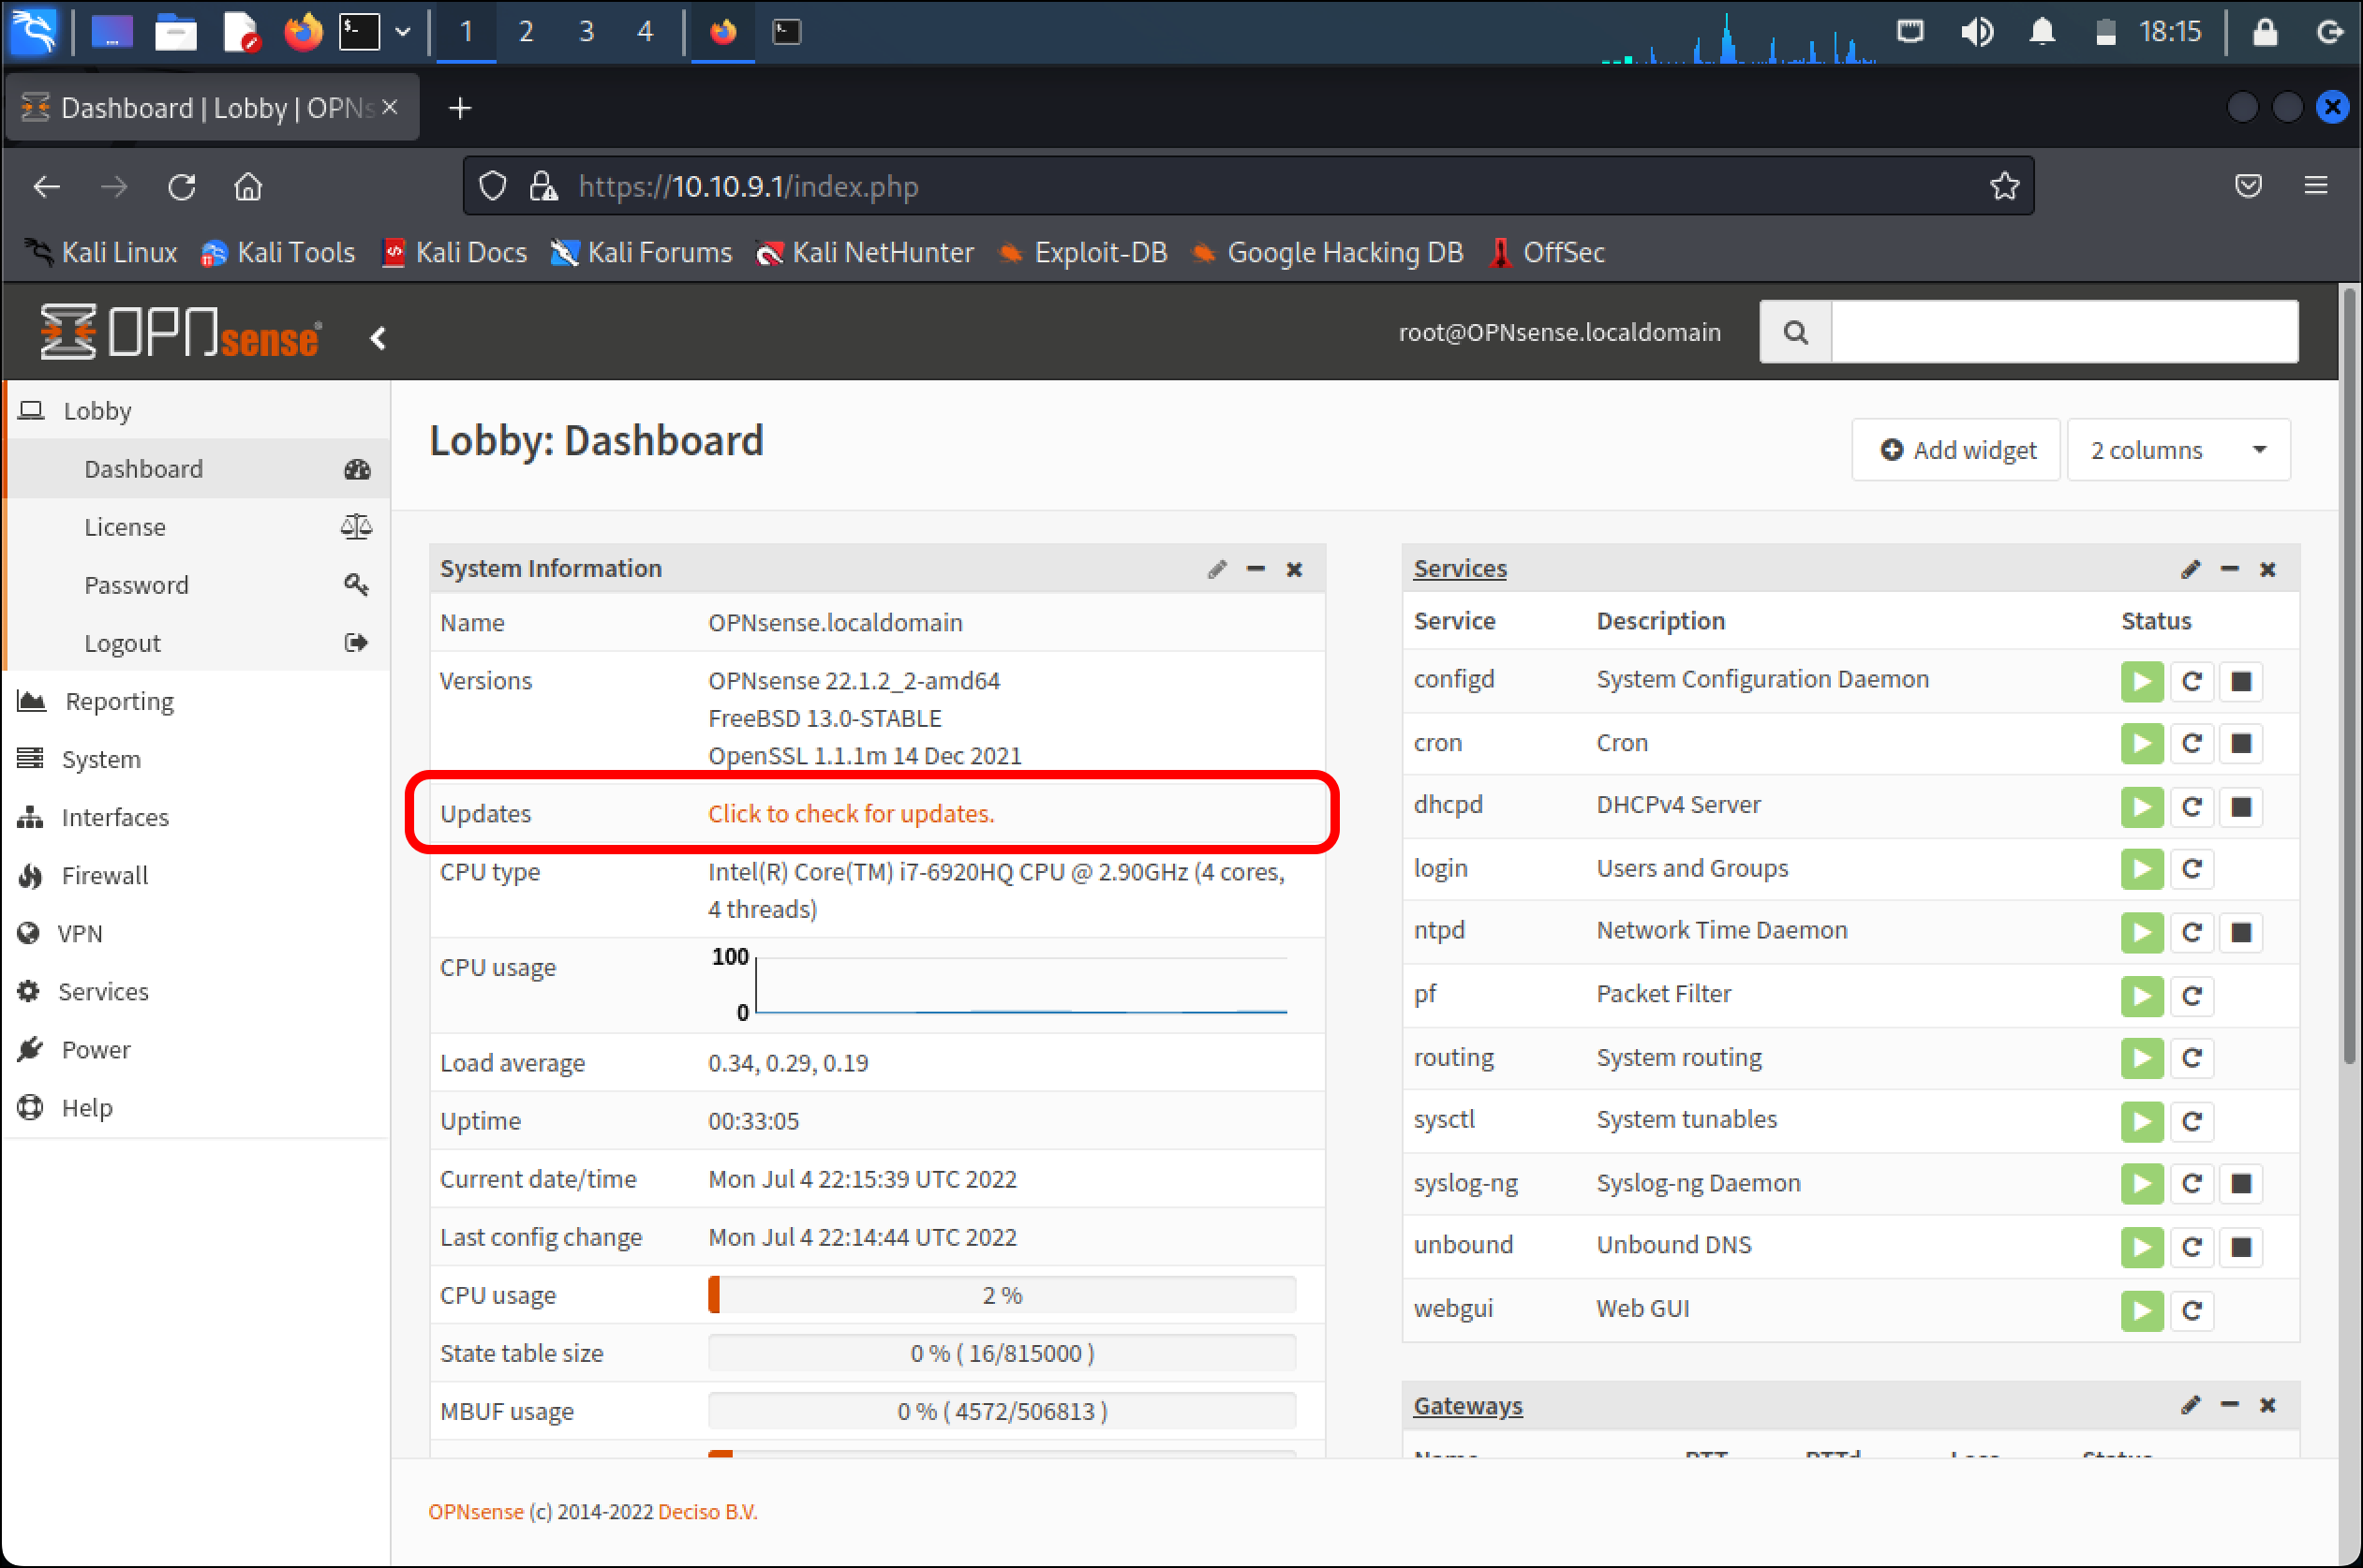 1 2 3 4 18:15
Dashboard | Lobby | OPNs
https://10.10.9.1/index.php
Kali Linux Kali Tools Kali Docs Kali Forums Kali NetHunter Exploit-DB Google Hacking DB OffSec
OPNsense® root@OPNsense.localdomain
Lobby
Dashboard
License
Password
Logout
Reporting
System
Interfaces
Firewall
VPN
Services
Power
Help
Lobby: Dashboard
Add widget 2 columns
System Information
Name OPNsense.localdomain
Versions OPNsense 22.1.2_2-amd64
FreeBSD 13.0-STABLE
OpenSSL 1.1.1m 14 Dec 2021
Updates Click to check for updates.
CPU type Intel(R) Core(TM) i7-6920HQ CPU @ 2.90GHz (4 cores,
4 threads)
CPU usage 100
0
Load average 0.34, 0.29, 0.19
Uptime 00:33:05
Current date/time Mon Jul 4 22:15:39 UTC 2022
Last config change Mon Jul 4 22:14:44 UTC 2022
CPU usage 2 %
State table size 0 % ( 16/815000 )
MBUF usage 0 % ( 4572/506813 )
Services
Service Description Status
configd System Configuration Daemon
cron Cron
dhcpd DHCPv4 Server
login Users and Groups
ntpd Network Time Daemon
pf Packet Filter
routing System routing
sysctl System tunables
syslog-ng Syslog-ng Daemon
unbound Unbound DNS
webgui Web GUI
Gateways
Name RTT RTTd Loss Status
OPNsense (c) 2014-2022 Deciso B.V.